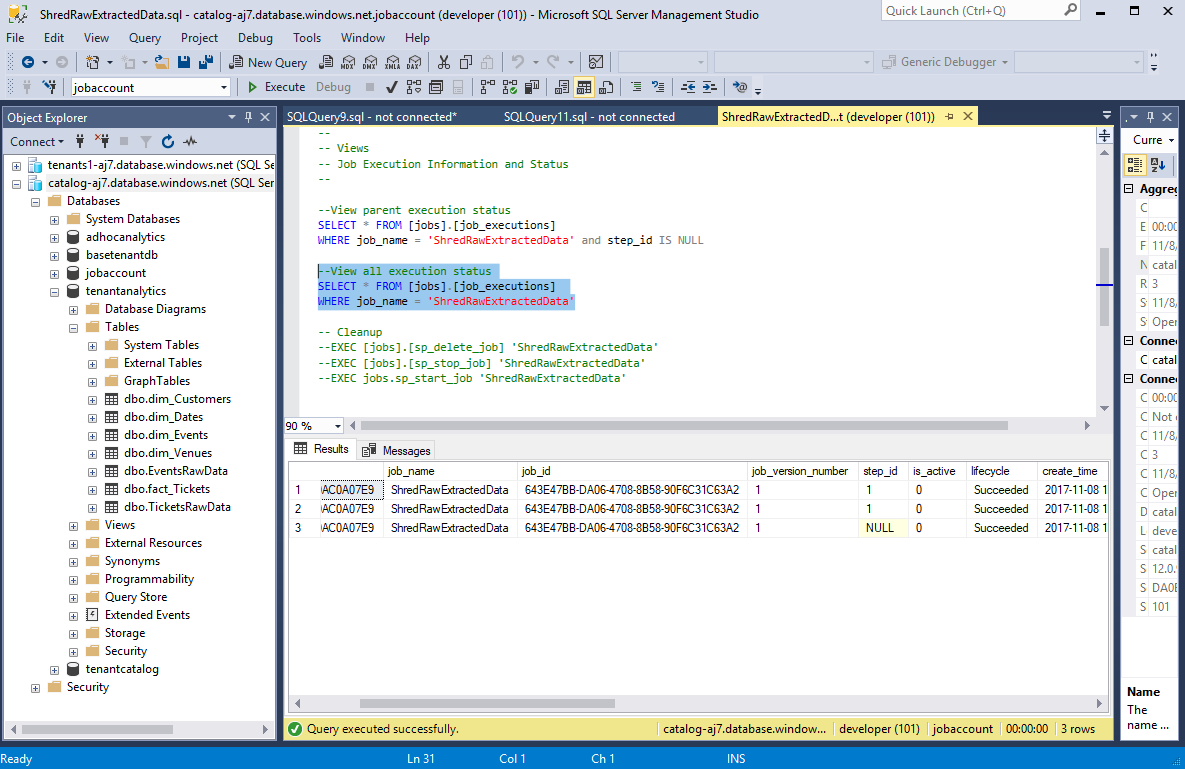 ShredRawExtractedData.sql - catalog-aj7.database.windows.net.jobaccount (developer (101)) - Microsoft SQL Server Management Studio
Quick Launch (Ctrl+Q)
File Edit View Query Project Debug Tools Window Help
New Query MDX DMX XMLA DAX Generic Debugger
jobaccount Execute Debug
Object Explorer
Connect
tenants1-aj7.database.windows.net (SQL Se
catalog-aj7.database.windows.net (SQL Ser
Databases
System Databases
adhocanalytics
basetenantdb
jobaccount
tenantanalytics
Database Diagrams
Tables
System Tables
External Tables
GraphTables
dbo.dim_Customers
dbo.dim_Dates
dbo.dim_Events
dbo.dim_Venues
dbo.EventsRawData
dbo.fact_Tickets
dbo.TicketsRawData
Views
External Resources
Synonyms
Programmability
Query Store
Extended Events
Storage
Security
tenantcatalog
Security
SQLQuery9.sql - not connected* SQLQuery11.sql - not connected ShredRawExtractedD...t (developer (101))
--
-- Views
-- Job Execution Information and Status
--
--View parent execution status
SELECT * FROM [jobs].[job_executions]
WHERE job_name = 'ShredRawExtractedData' and step_id IS NULL
--View all execution status
SELECT * FROM [jobs].[job_executions]
WHERE job_name = 'ShredRawExtractedData'
-- Cleanup
--EXEC [jobs].[sp_delete_job] 'ShredRawExtractedData'
--EXEC [jobs].[sp_stop_job] 'ShredRawExtractedData'
--EXEC jobs.sp_start_job 'ShredRawExtractedData'
90 %
Results Messages
job_name job_id job_version_number step_id is_active lifecycle create_time
1 AC0A07E9 ShredRawExtractedData 643E47BB-DA06-4708-8B58-90F6C31C63A2 1 1 0 Succeeded 2017-11-08 1
2 AC0A07E9 ShredRawExtractedData 643E47BB-DA06-4708-8B58-90F6C31C63A2 1 1 0 Succeeded 2017-11-08 1
3 AC0A07E9 ShredRawExtractedData 643E47BB-DA06-4708-8B58-90F6C31C63A2 1 NULL 0 Succeeded 2017-11-08 1
Query executed successfully. catalog-aj7.database.window... developer (101) jobaccount 00:00:00 3 rows
Curre
Aggreg
C
E 00:00
F 11/8/
N catal
R 3
S 11/8/
S Open
Connec
C catal
Connec
C 00:00
C Not e
C 11/8/
C 3
C 11/8/
C Open
D catal
L deve
S catal
S 12.0.
S DA0E
S 101
Name
The
name ...
Ready Ln 31 Col 1 Ch 1 INS